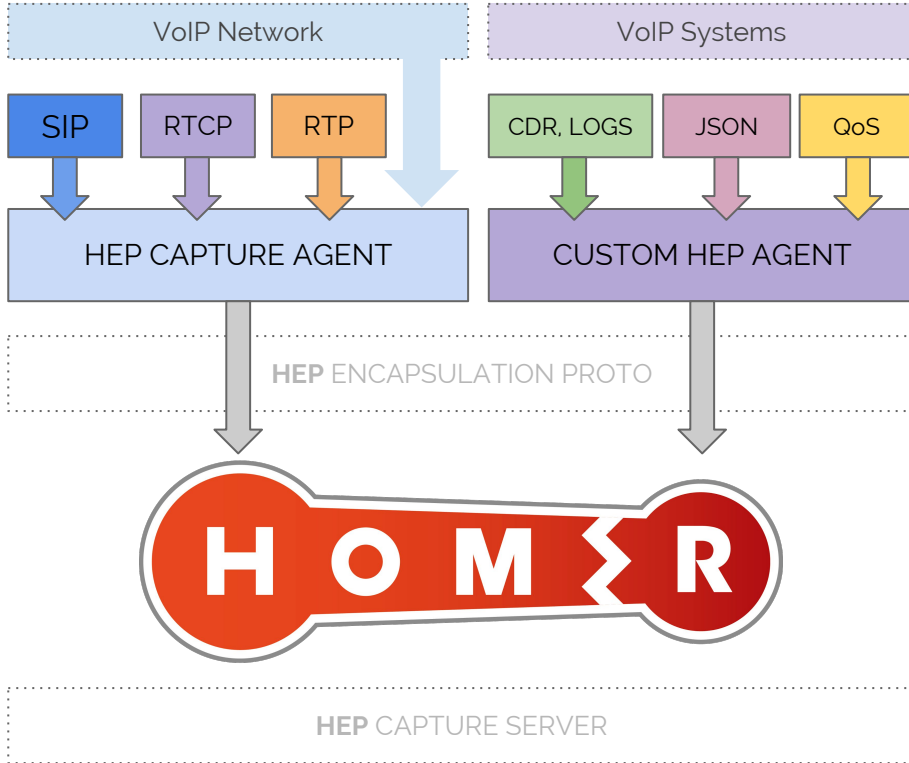 VoIP Network
VoIP Systems
SIP
RTCP
RTP
CDR, LOGS
JSON
QoS
HEP CAPTURE AGENT
CUSTOM HEP AGENT
HEP ENCAPSULATION PROTO
HOMER
HEP CAPTURE SERVER